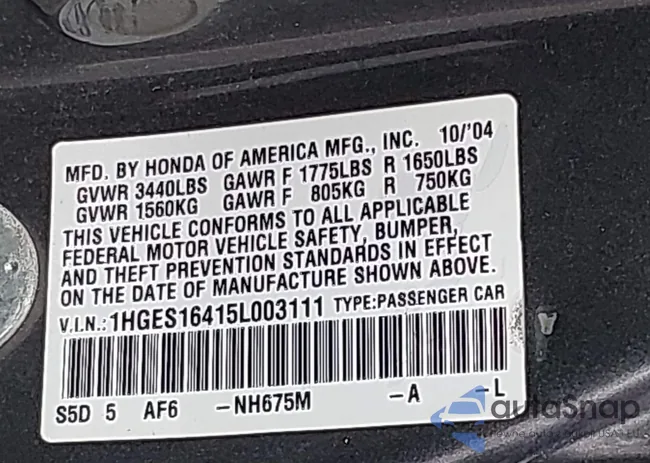 MFD. BY HONDA OF AMERICA MFG., INC. 10/'04
GVWR 3440LBS GAWR F 1775LBS R 1650LBS
GVWR 1560KG GAWR F 805KG R 750KG
THIS VEHICLE CONFORMS TO ALL APPLICABLE
FEDERAL MOTOR VEHICLE SAFETY, BUMPER,
AND THEFT PREVENTION STANDARDS IN EFFECT
ON THE DATE OF MANUFACTURE SHOWN ABOVE.
V.I.N.: 1HGES16415L003111 TYPE:PASSENGER CAR
S5D 5 AF6 -NH675M -A -L
autoSnap